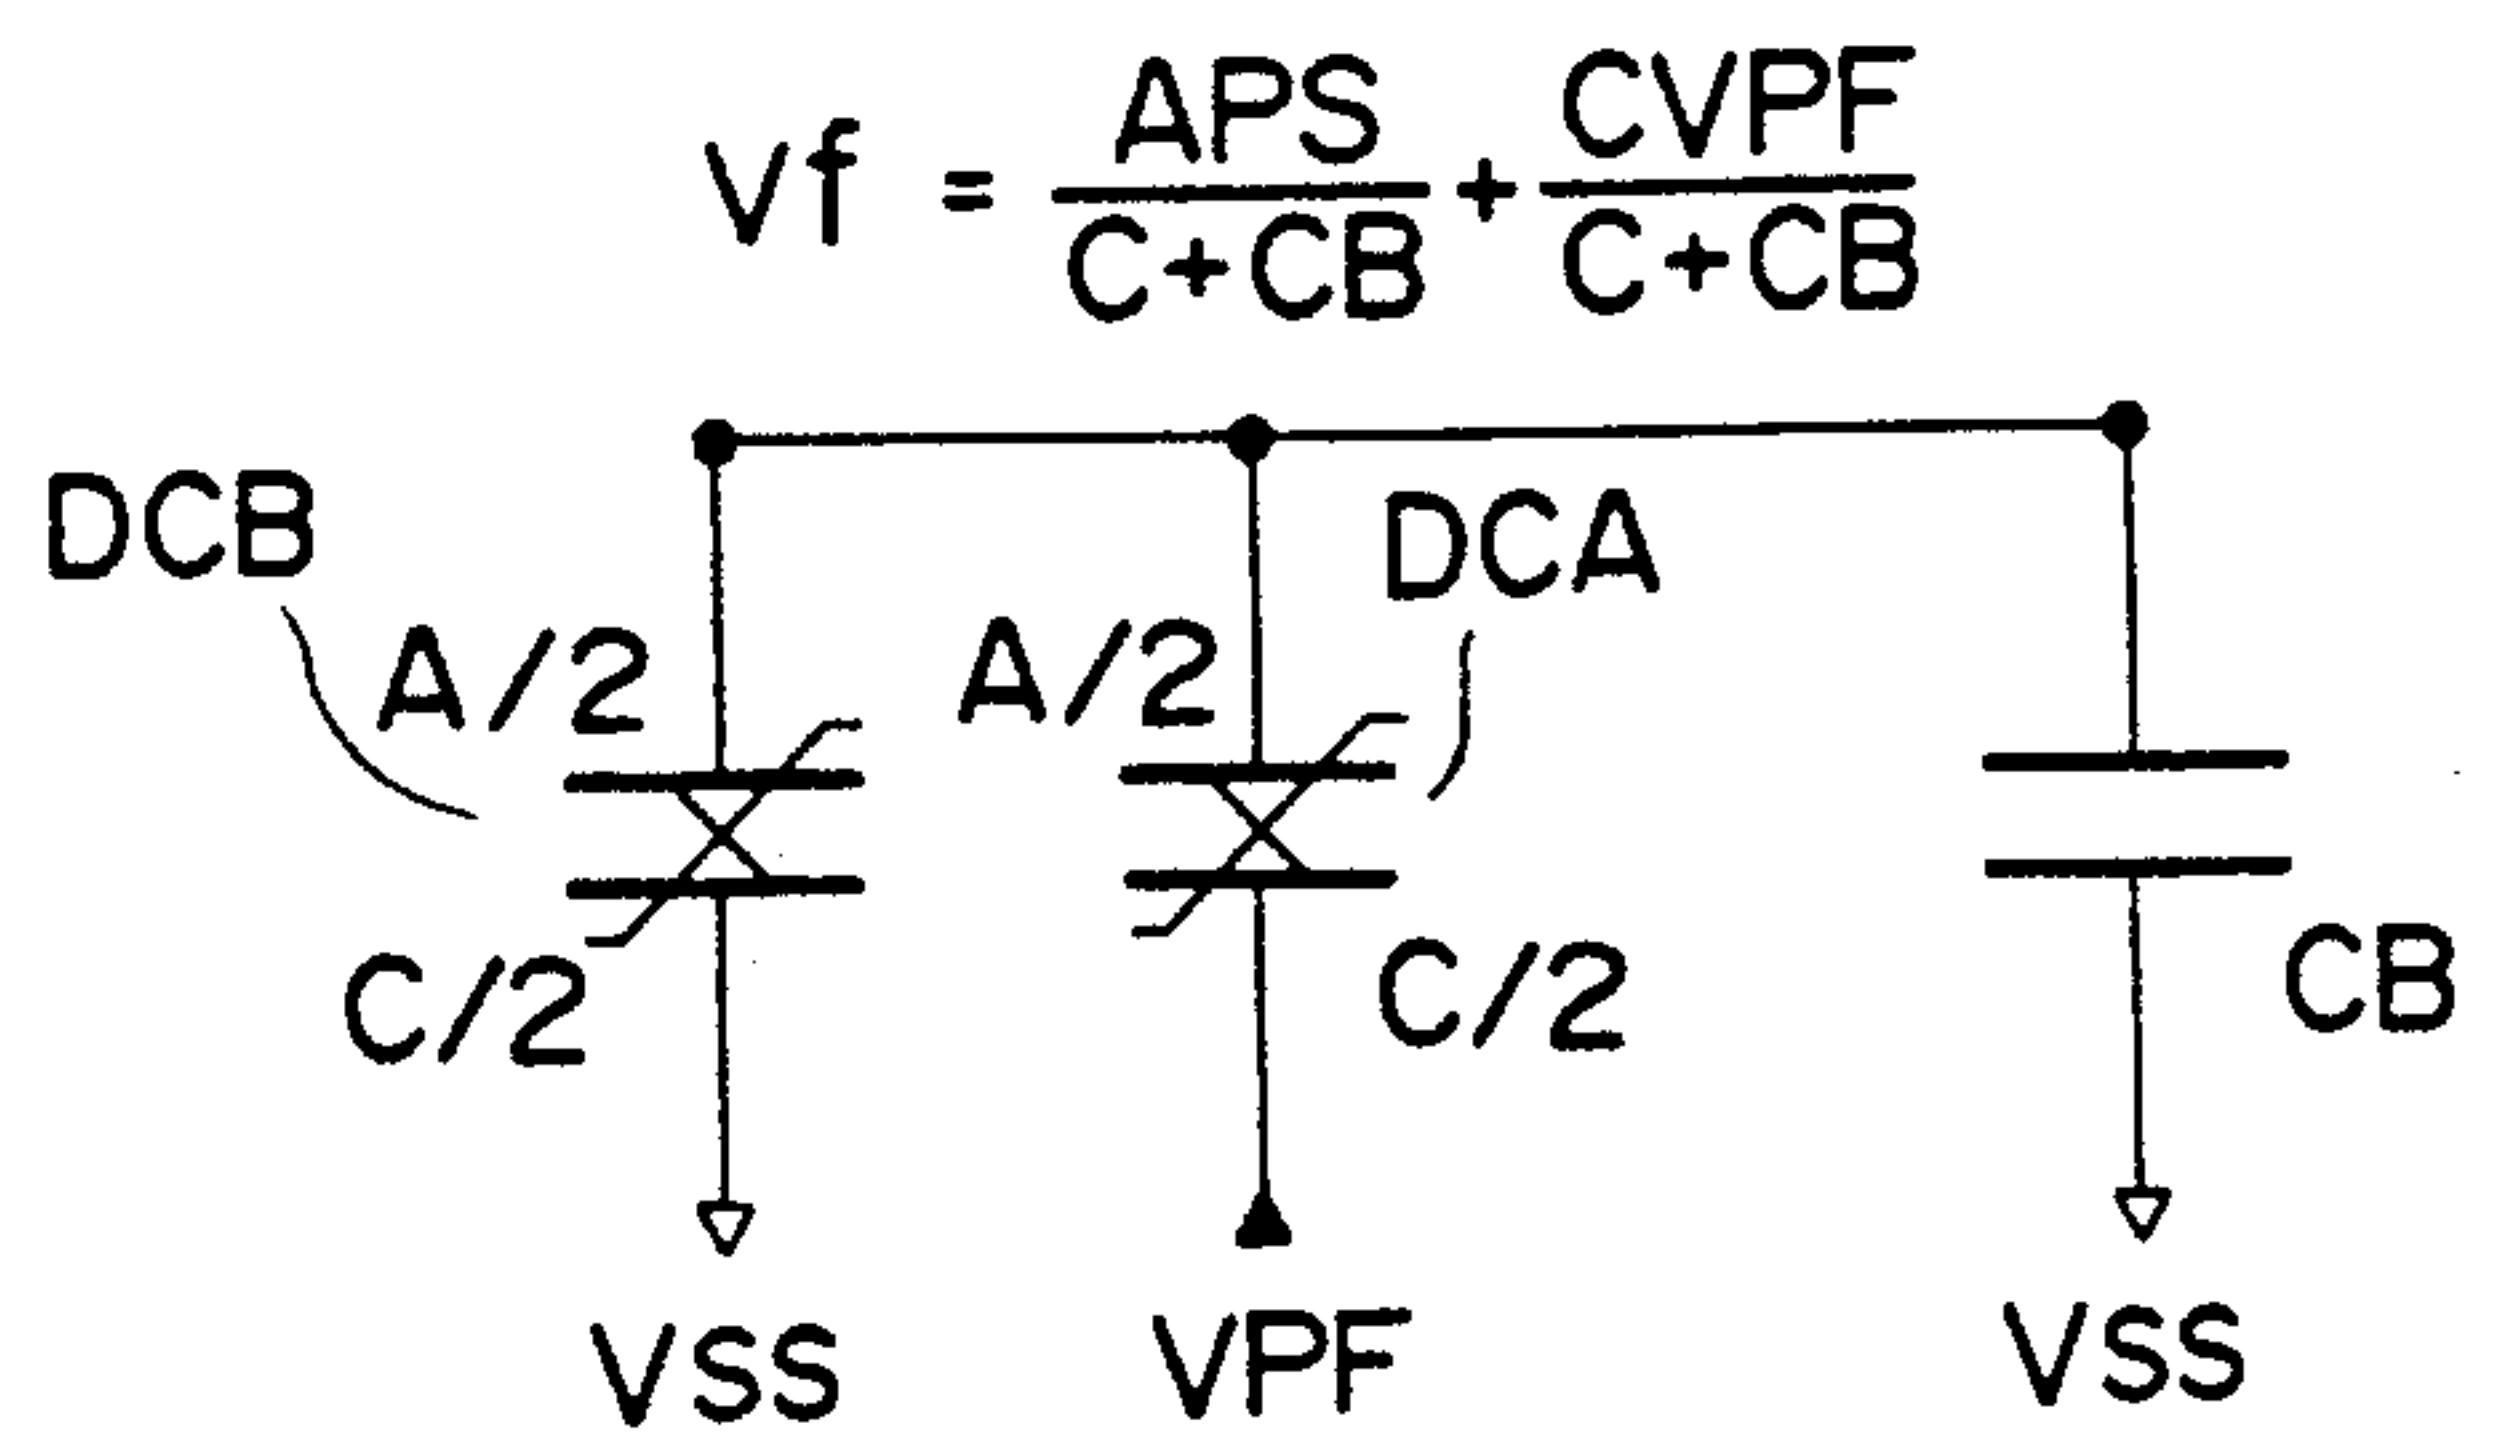 Vf = APS/C+CB + CVPF/C+CB
DCB
DCA
A/2
A/2
C/2
C/2
CB
VSS
VPF
VSS